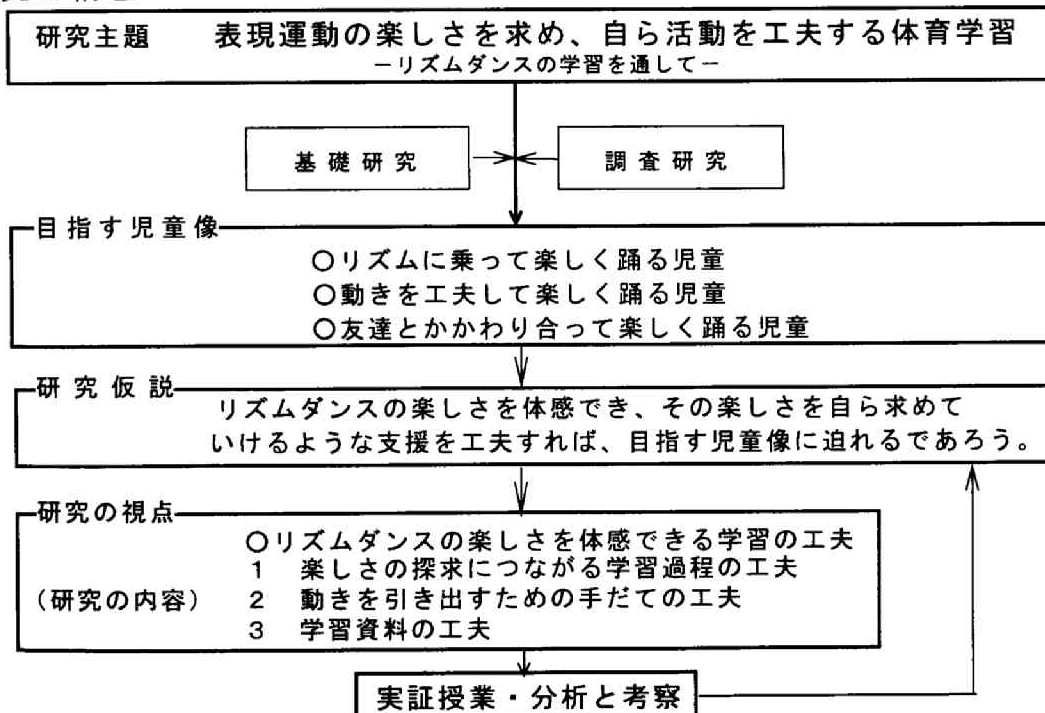 研究主題　表現運動の楽しさを求め、自ら活動を工夫する体育学習
－リズムダンスの学習を通して－
基礎研究　調査研究
目指す児童像
○リズムに乗って楽しく踊る児童
○動きを工夫して楽しく踊る児童
○友達とかかわり合って楽しく踊る児童
研究仮説
リズムダンスの楽しさを体感でき、その楽しさを自ら求めて
いけるような支援を工夫すれば、目指す児童像に迫れるであろう。
研究の視点
○リズムダンスの楽しさを体感できる学習の工夫
1　楽しさの探求につながる学習過程の工夫
（研究の内容）　2　動きを引き出すための手だての工夫
3　学習資料の工夫
実証授業・分析と考察